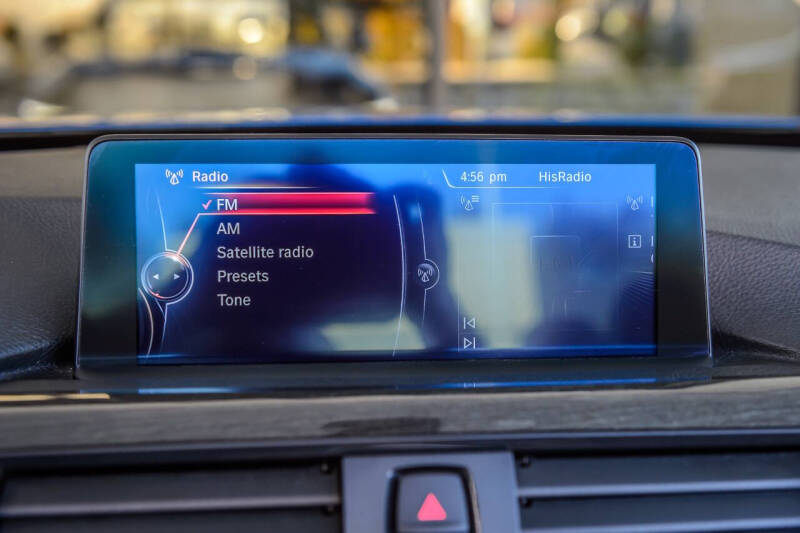 Radio
4:56 pm
HisRadio
FM
AM
Satellite radio
Presets
Tone